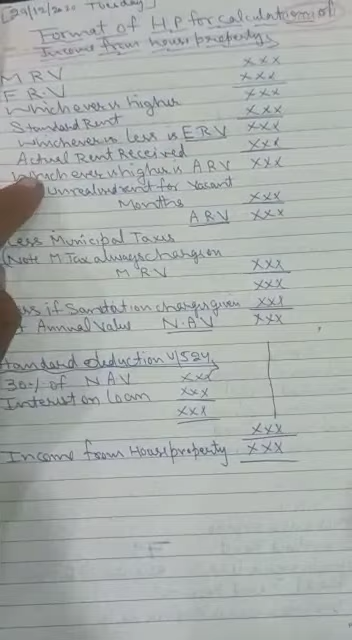 [29/12/2020 Tuesday]
Format of H.P for calculation of
Income from house property
MRV xxx
F.R.V xxx
whichever is higher xxx
Standard Rent xxx
whichever is Less is ERV xxx
Actual Rent Received xxx
whichever is higher is ARV xxx
unrealised rent for Vacant
Months xxx
ARV xxx
Less Municipal Taxes
(Note M Tax always charge on
MRV xxx
xxx
if Sanitation charges given xxx
Annual Value N.A.V xxx
Standard deduction u/s 24
30% of NAV xxx
Interest on loan xxx
xxx
xxx
Income from House property xxx